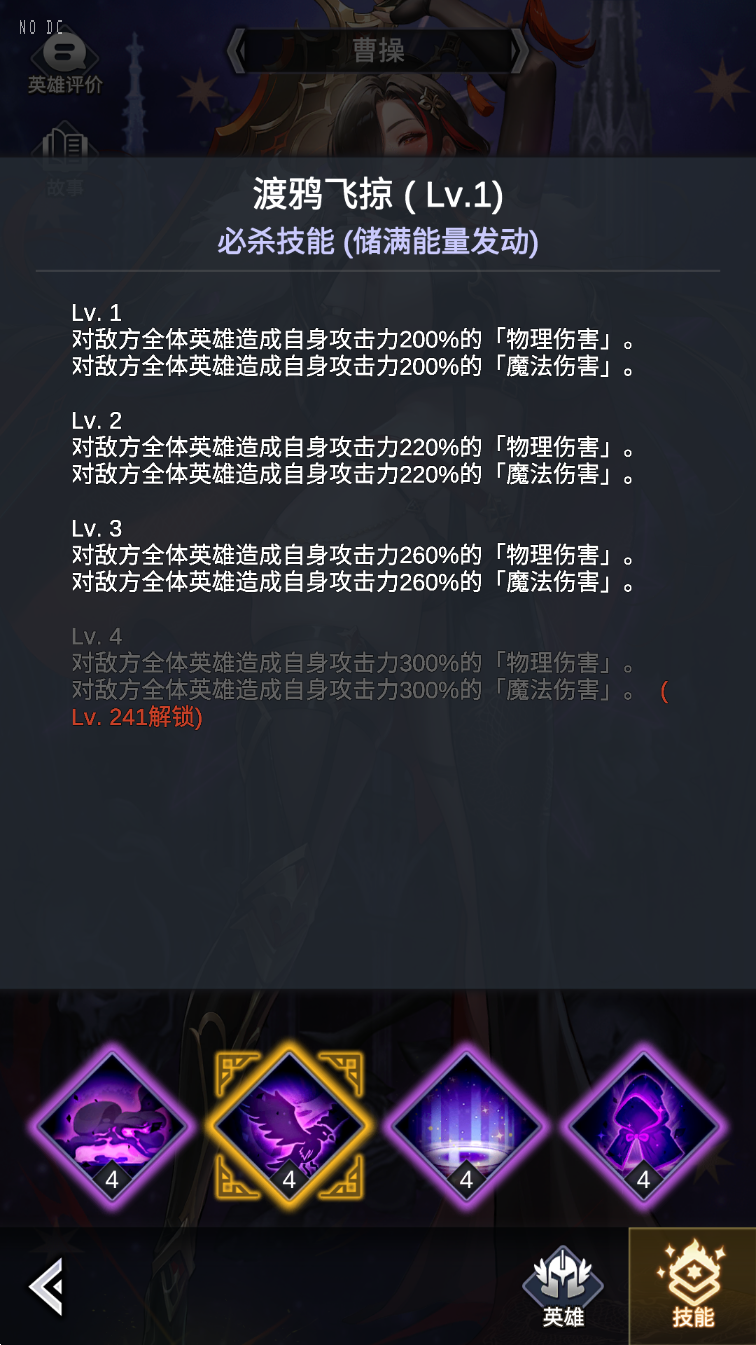 NO DC
曹操
英雄评价
故事
渡鸦飞掠 ( Lv.1)
必杀技能 (储满能量发动)
Lv. 1
对敌方全体英雄造成自身攻击力200%的「物理伤害」。
对敌方全体英雄造成自身攻击力200%的「魔法伤害」。
Lv. 2
对敌方全体英雄造成自身攻击力220%的「物理伤害」。
对敌方全体英雄造成自身攻击力220%的「魔法伤害」。
Lv. 3
对敌方全体英雄造成自身攻击力260%的「物理伤害」。
对敌方全体英雄造成自身攻击力260%的「魔法伤害」。
Lv. 4
对敌方全体英雄造成自身攻击力300%的「物理伤害」。
对敌方全体英雄造成自身攻击力300%的「魔法伤害」。 (
Lv. 241解锁)
4 4 4 4
英雄 技能